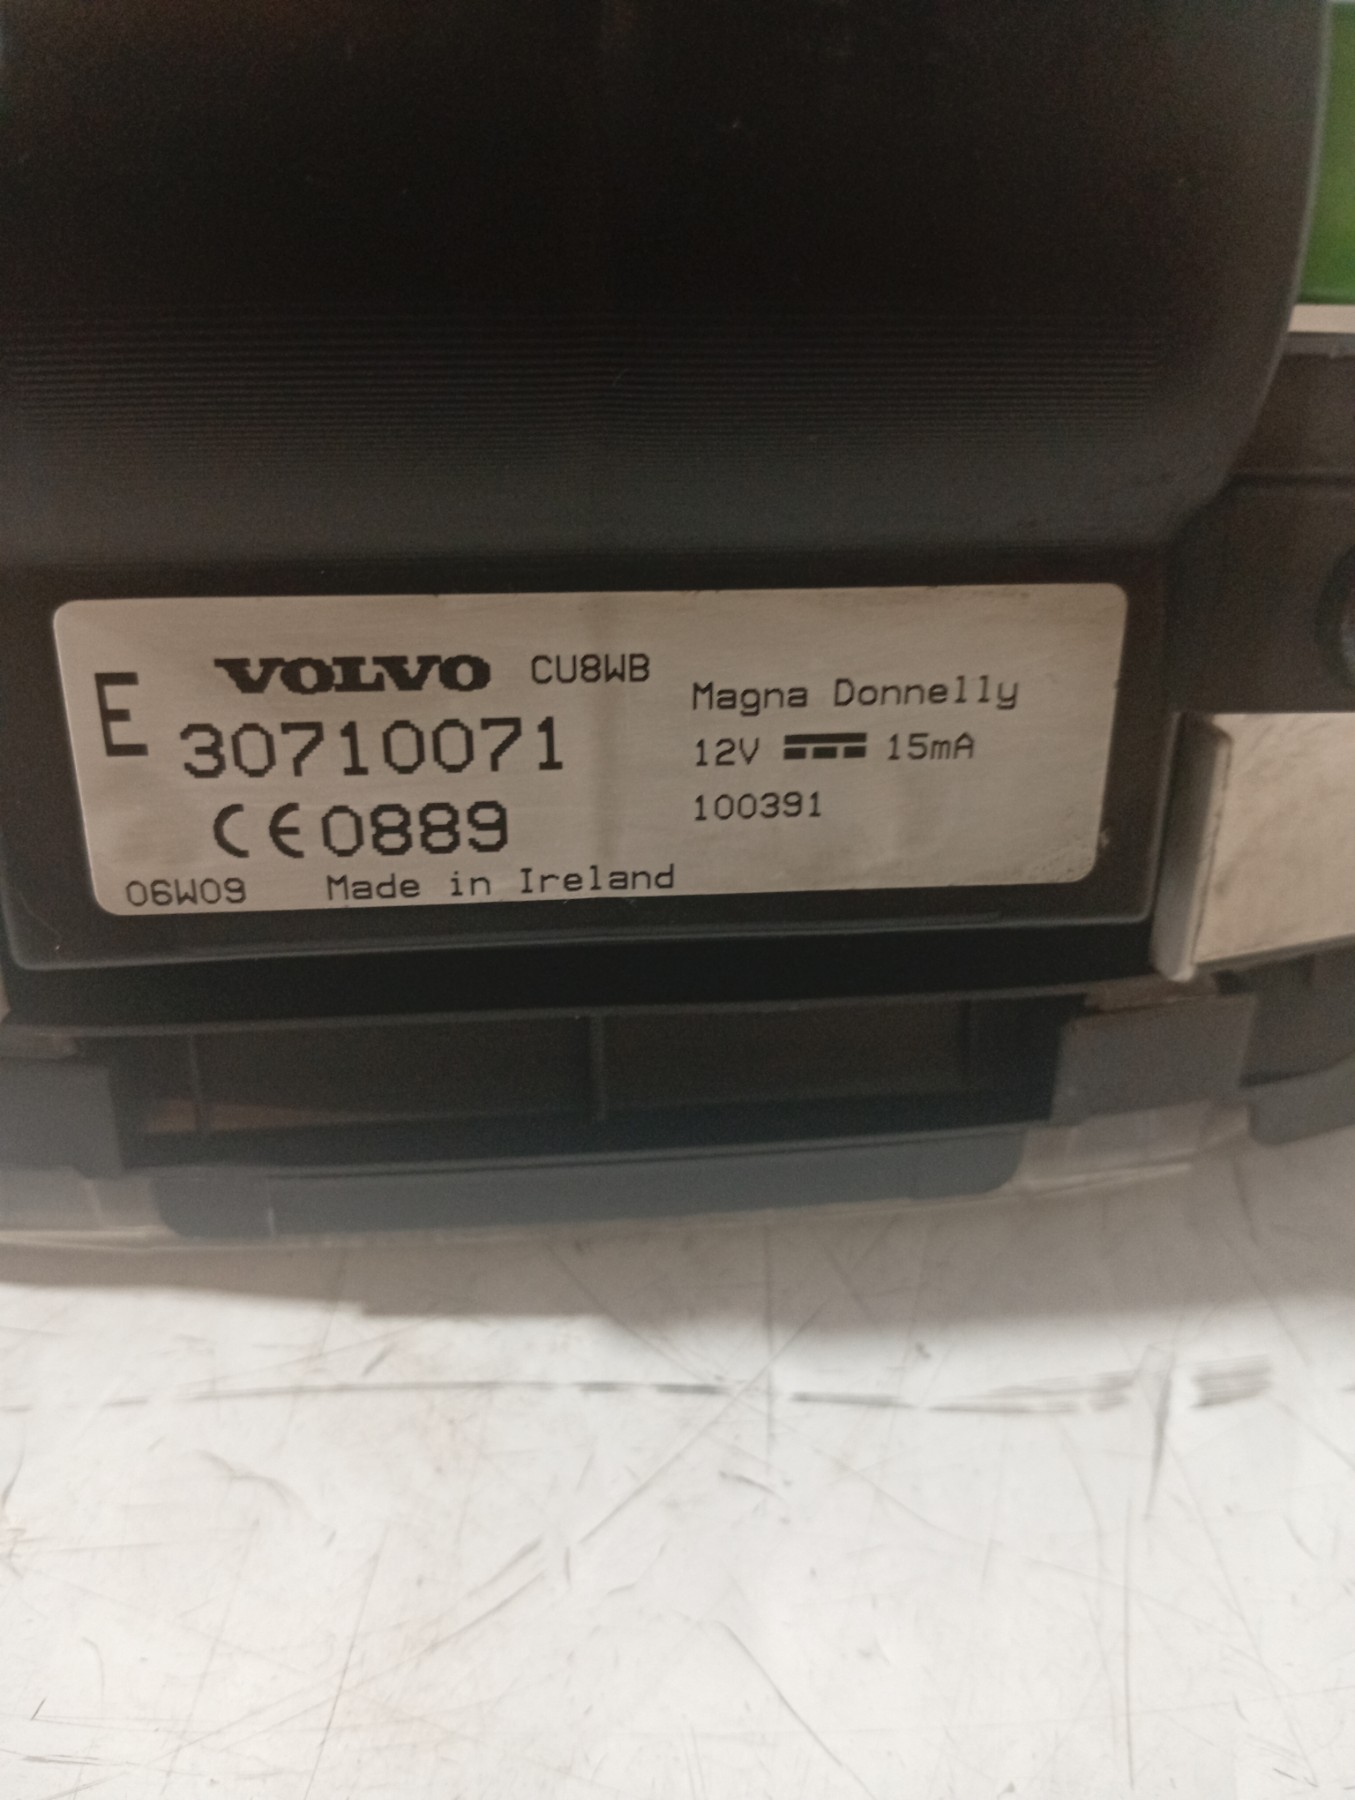 E
VOLVO CU8WB
30710071
CE0889
06W09 Made in Ireland
Magna Donnelly
12V ⎓ 15mA
100391